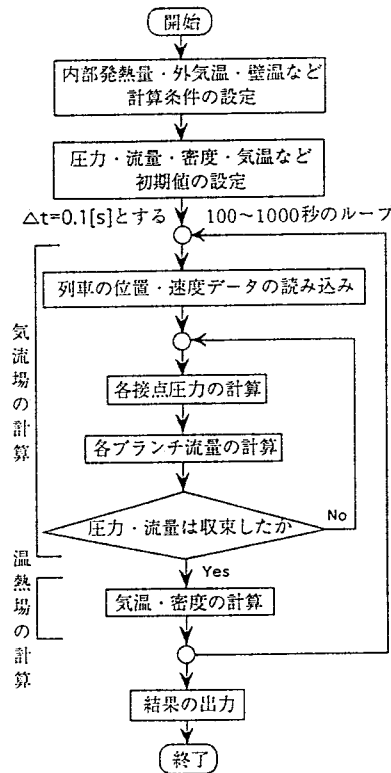 開始
内部発熱量・外気温・壁温など
計算条件の設定
圧力・流量・密度・気温など
初期値の設定
△t=0.1[s]とする
100～1000秒のループ
列車の位置・速度データの読み込み
各接点圧力の計算
各ブランチ流量の計算
圧力・流量は収束したか
No
Yes
気温・密度の計算
結果の出力
終了
気流場の計算
温熱場の計算